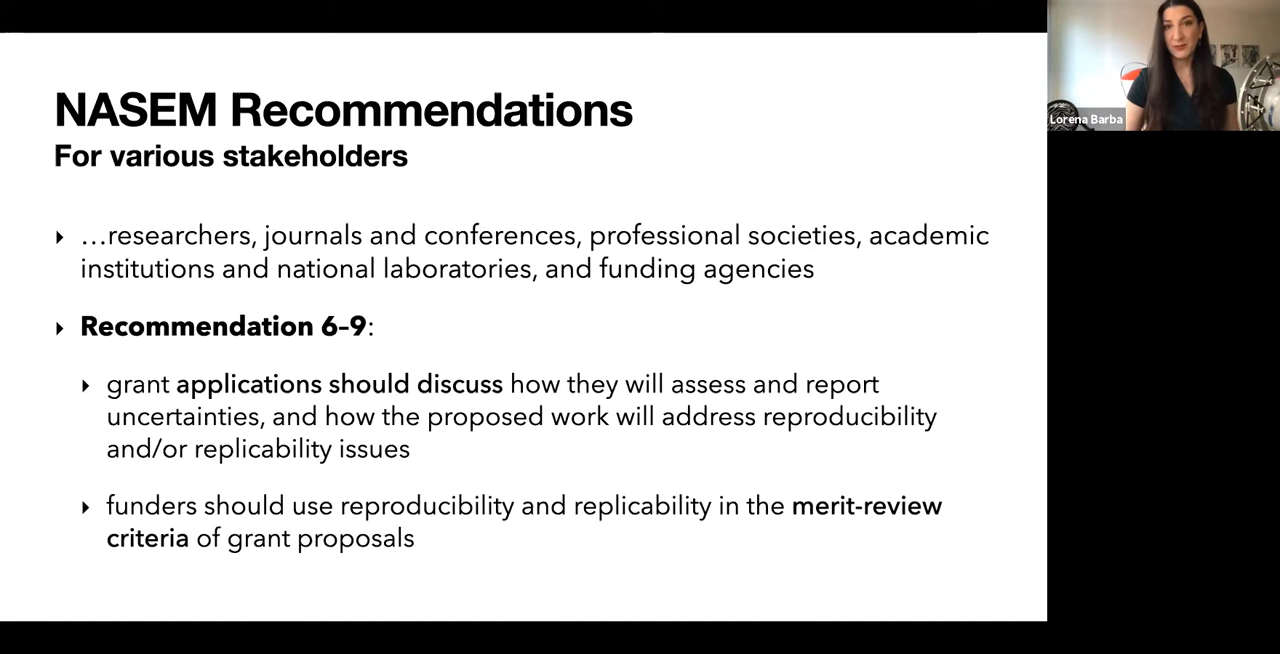 NASEM Recommendations
For various stakeholders
…researchers, journals and conferences, professional societies, academic
institutions and national laboratories, and funding agencies
Recommendation 6–9:
grant applications should discuss how they will assess and report
uncertainties, and how the proposed work will address reproducibility
and/or replicability issues
funders should use reproducibility and replicability in the merit-review
criteria of grant proposals
Lorena Barba